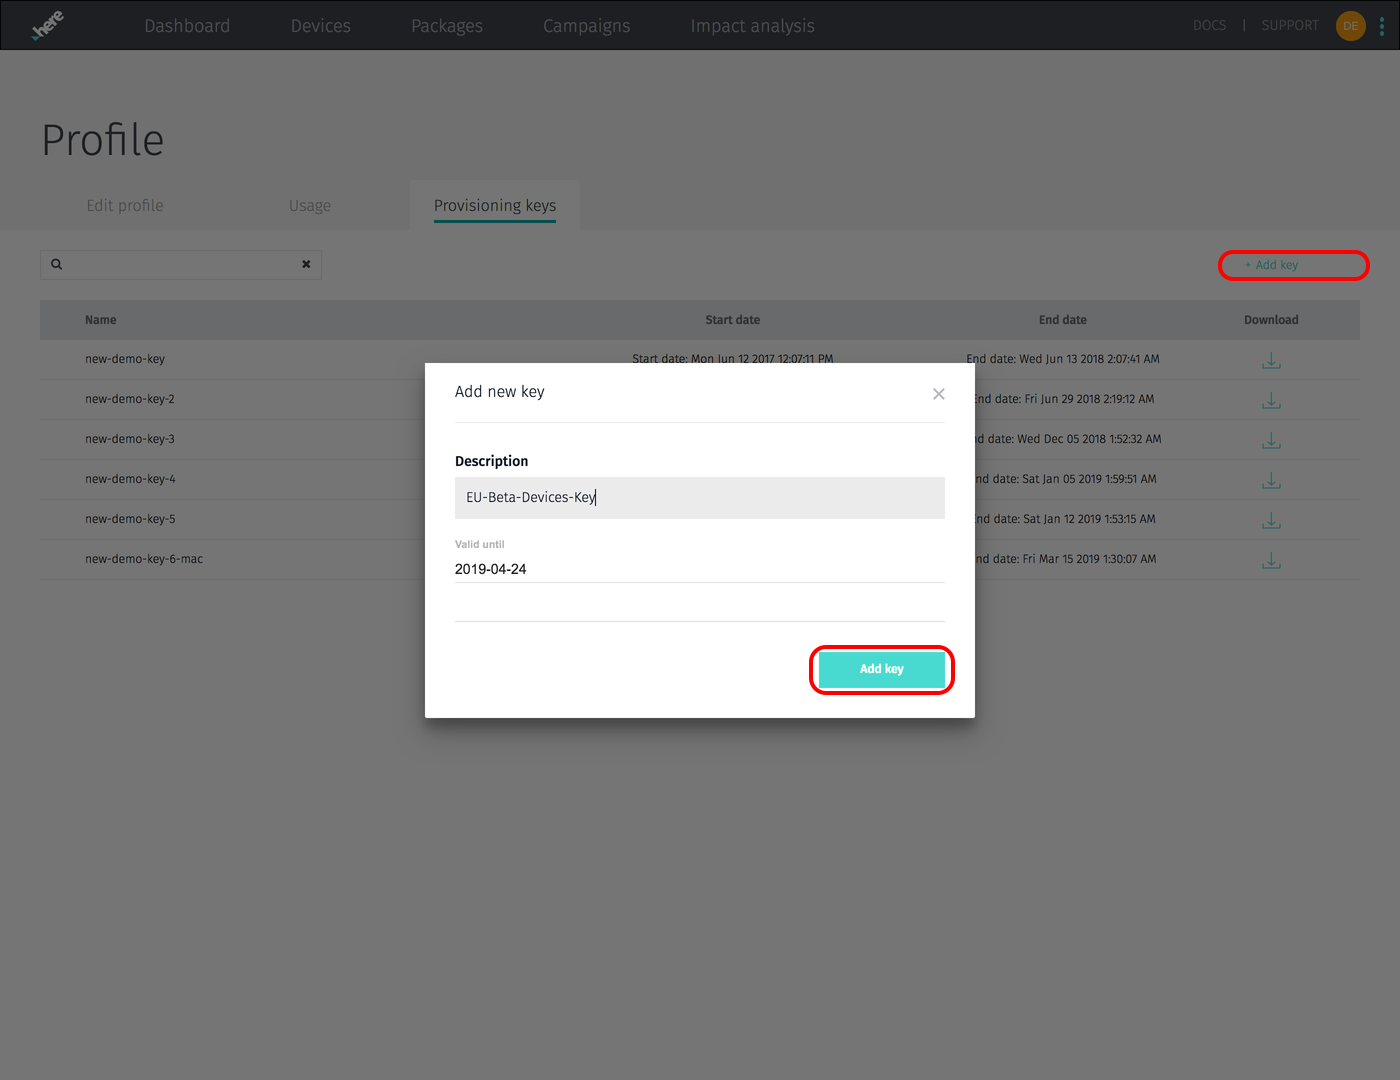 here
Dashboard Devices Packages Campaigns Impact analysis DOCS | SUPPORT DE
Profile
Edit profile Usage Provisioning keys
+ Add key
Name Start date End date Download
new-demo-key Start date: Mon Jun 12 2017 12:07:11 PM End date: Wed Jun 13 2018 2:07:41 AM
new-demo-key-2 End date: Fri Jun 29 2018 2:19:12 AM
new-demo-key-3 nd date: Wed Dec 05 2018 1:52:32 AM
new-demo-key-4 nd date: Sat Jan 05 2019 1:59:51 AM
new-demo-key-5 nd date: Sat Jan 12 2019 1:53:15 AM
new-demo-key-6-mac nd date: Fri Mar 15 2019 1:30:07 AM
Add new key
Description
EU-Beta-Devices-Key
Valid until
2019-04-24
Add key